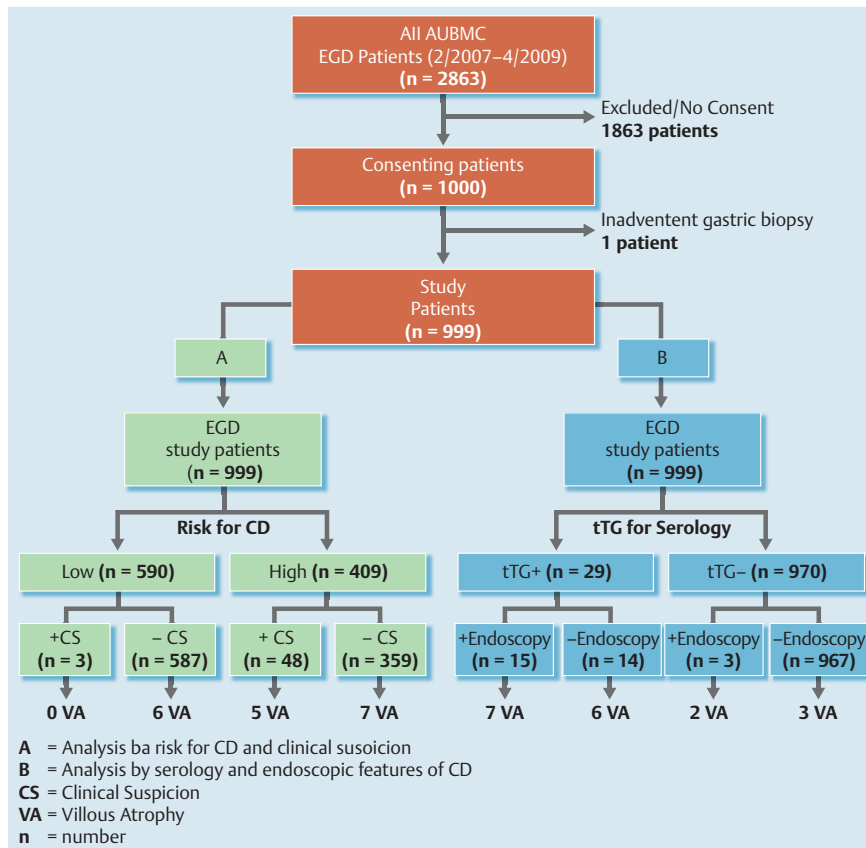 All AUBMC
EGD Patients (2/2007–4/2009)
(n = 2863)
Excluded/No Consent
1863 patients
Consenting patients
(n = 1000)
Inadventent gastric biopsy
1 patient
Study
Patients
(n = 999)
A
B
EGD
study patients
(n = 999)
EGD
study patients
(n = 999)
Risk for CD
tTG for Serology
Low (n = 590)
High (n = 409)
tTG+ (n = 29)
tTG– (n = 970)
+CS
(n = 3)
– CS
(n = 587)
+ CS
(n = 48)
– CS
(n = 359)
+Endoscopy
(n = 15)
–Endoscopy
(n = 14)
+Endoscopy
(n = 3)
–Endoscopy
(n = 967)
0 VA
6 VA
5 VA
7 VA
7 VA
6 VA
2 VA
3 VA
A = Analysis ba risk for CD and clinical susoicion
B = Analysis by serology and endoscopic features of CD
CS = Clinical Suspicion
VA = Villous Atrophy
n = number